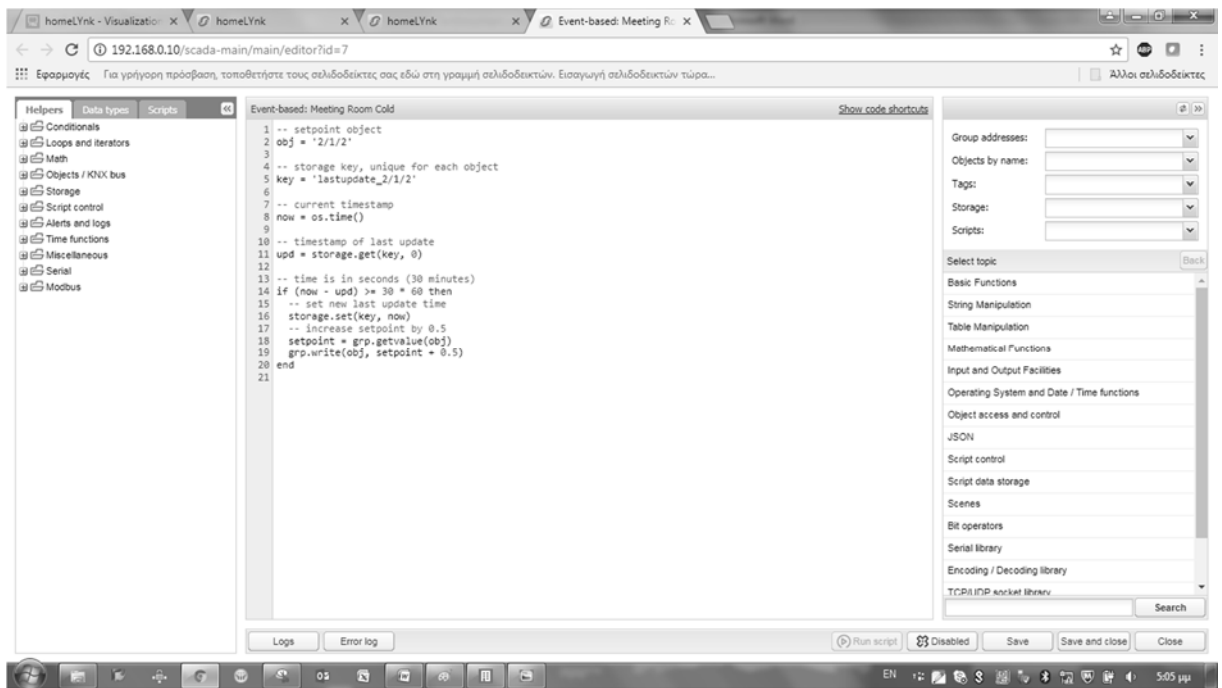 homeLYnk - Visualization
homeLYnk
homeLYnk
Event-based: Meeting Ro
192.168.0.10/scada-main/main/editor?id=7
ABP
Εφαρμογές Για γρήγορη πρόσβαση, τοποθετήστε τους σελιδοδείκτες σας εδώ στη γραμμή σελιδοδεικτών. Εισαγωγή σελιδοδεικτών τώρα...
Άλλοι σελιδοδείκτες
Helpers Data types Scripts
Conditionals
Loops and iterators
Math
Objects / KNX bus
Storage
Script control
Alerts and logs
Time functions
Miscellaneous
Serial
Modbus
Event-based: Meeting Room Cold Show code shortcuts
1 -- setpoint object
2 obj = '2/1/2'
3
4 -- storage key, unique for each object
5 key = 'lastupdate_2/1/2'
6
7 -- current timestamp
8 now = os.time()
9
10 -- timestamp of last update
11 upd = storage.get(key, 0)
12
13 -- time is in seconds (30 minutes)
14 if (now - upd) >= 30 * 60 then
15 -- set new last update time
16 storage.set(key, now)
17 -- increase setpoint by 0.5
18 setpoint = grp.getvalue(obj)
19 grp.write(obj, setpoint + 0.5)
20 end
21
Group addresses:
Objects by name:
Tags:
Storage:
Scripts:
Select topic Back
Basic Functions
String Manipulation
Table Manipulation
Mathematical Functions
Input and Output Facilities
Operating System and Date / Time functions
Object access and control
JSON
Script control
Script data storage
Scenes
Bit operators
Serial library
Encoding / Decoding library
TCP/UDP socket library
Search
Logs Error log Run script Disabled Save Save and close Close
EN 5:05 μμ